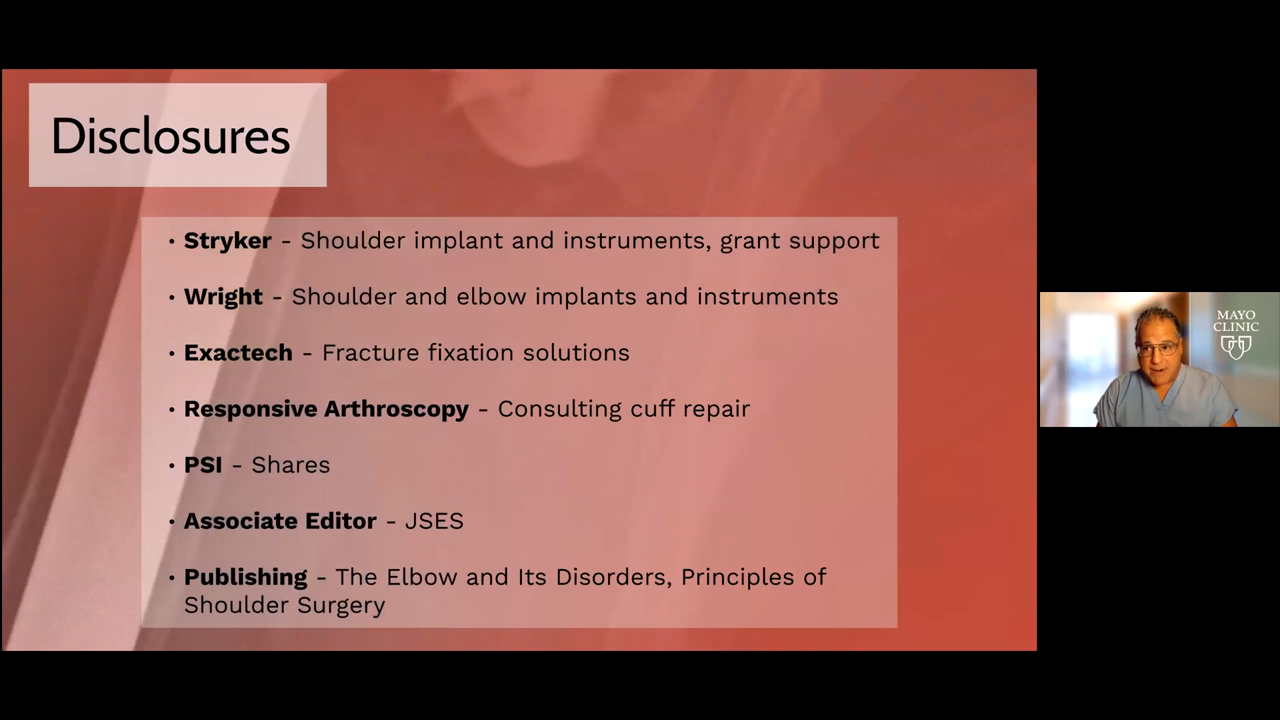 Disclosures
• Stryker - Shoulder implant and instruments, grant support
• Wright - Shoulder and elbow implants and instruments
• Exactech - Fracture fixation solutions
• Responsive Arthroscopy - Consulting cuff repair
• PSI - Shares
• Associate Editor - JSES
• Publishing - The Elbow and Its Disorders, Principles of
Shoulder Surgery
MAYO
CLINIC